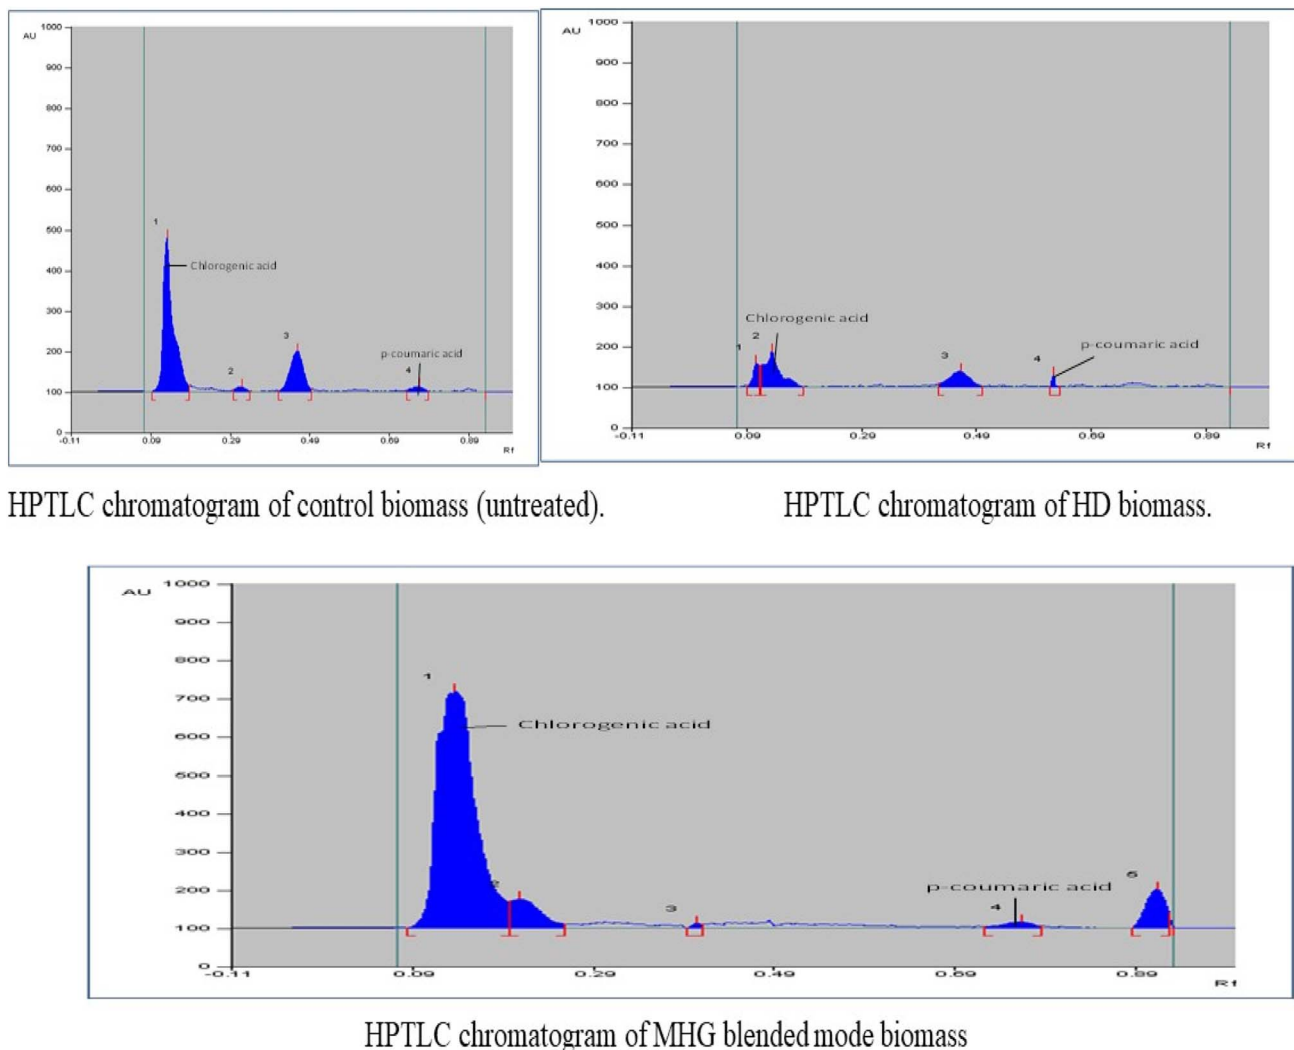 1000
AU
900
800
700
600
500
400
300
200
100
0
1
Chlorogenic acid
2
3
p-coumaric acid
4
-0.11 0.09 0.29 0.49 0.69 0.89
Rf
HPTLC chromatogram of control biomass (untreated).
1000
AU
900
800
700
600
500
400
300
200
100
0
Chlorogenic acid
1 2
3
4
p-coumaric acid
-0.11 0.09 0.29 0.49 0.69 0.89
Rf
HPTLC chromatogram of HD biomass.
1000
AU
900
800
700
600
500
400
300
200
100
0
1
Chlorogenic acid
2
3
p-coumaric acid
4
-0.11 0.09 0.29 0.49 0.69 0.89
Rf
HPTLC chromatogram of MHG blended mode biomass